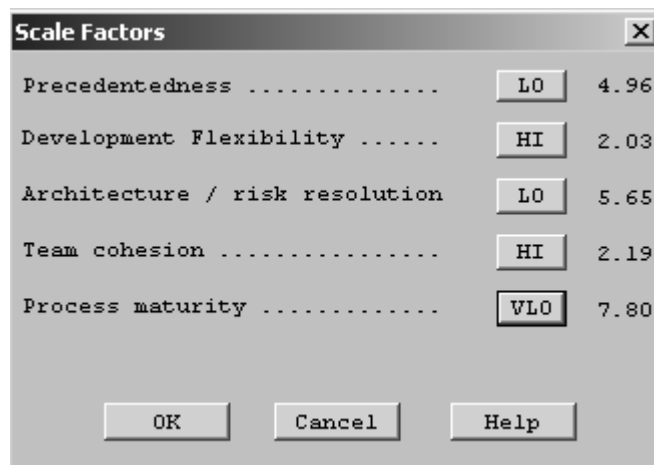 Scale Factors
Precedentedness .............. LO 4.96
Development Flexibility ...... HI 2.03
Architecture / risk resolution LO 5.65
Team cohesion ................ HI 2.19
Process maturity ............. VLO 7.80
OK Cancel Help